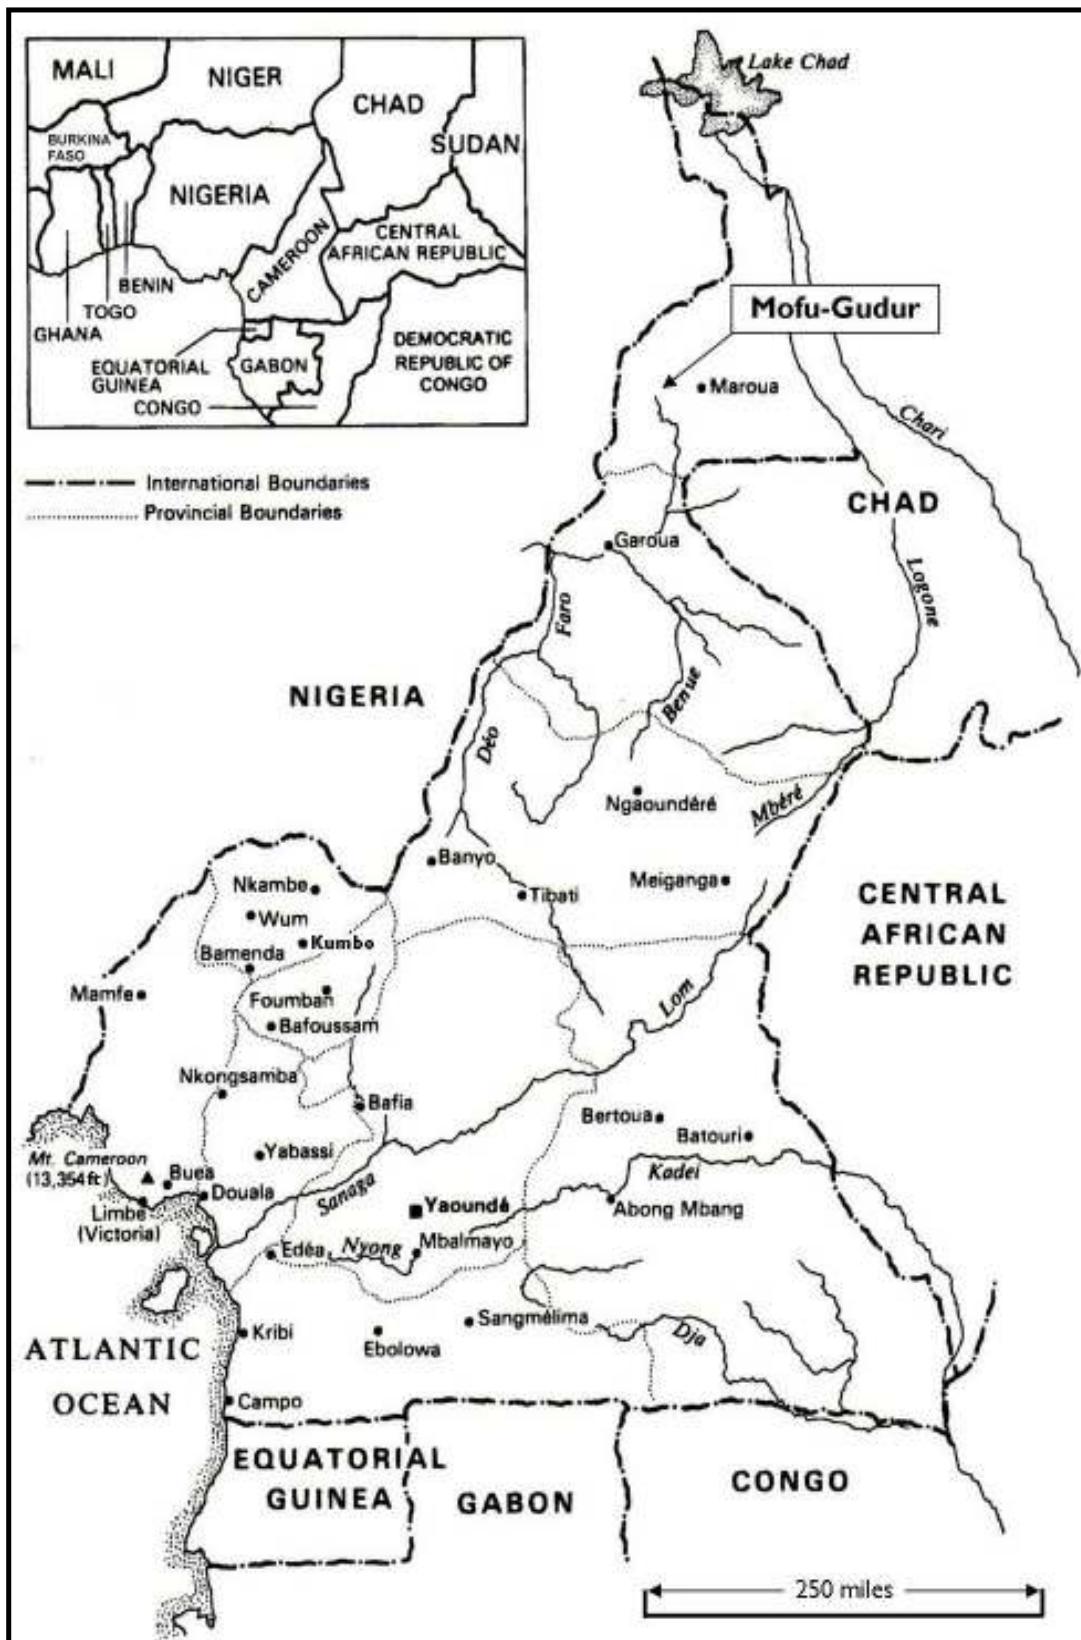 MALI
NIGER
CHAD
SUDAN
BURKINA
FASO
NIGERIA
CENTRAL
AFRICAN REPUBLIC
CAMEROON
BENIN
TOGO
GHANA
EQUATORIAL
GUINEA
GABON
DEMOCRATIC
REPUBLIC OF
CONGO
CONGO
International Boundaries
Provincial Boundaries
Lake Chad
Mofu-Gudur
Maroua
Chari
CHAD
Logone
Garoua
Faro
Benue
NIGERIA
Déo
Ngaoundéré
Mbéré
Banyo
Tibati
Meiganga
Nkambe
Wum
Kumbo
Bamenda
CENTRAL
AFRICAN
REPUBLIC
Mamfe
Foumban
Bafoussam
Lom
Nkongsamba
Bafia
Bertoua
Batouri
Yabassi
Mt. Cameroon
(13,354 ft)
Buea
Douala
Kadei
Limbe
(Victoria)
Sanaga
Yaoundé
Abong Mbang
Edéa
Nyong
Mbalmayo
Kribi
Ebolowa
Sangmélima
Dja
ATLANTIC
OCEAN
Campo
EQUATORIAL
GUINEA
GABON
CONGO
250 miles